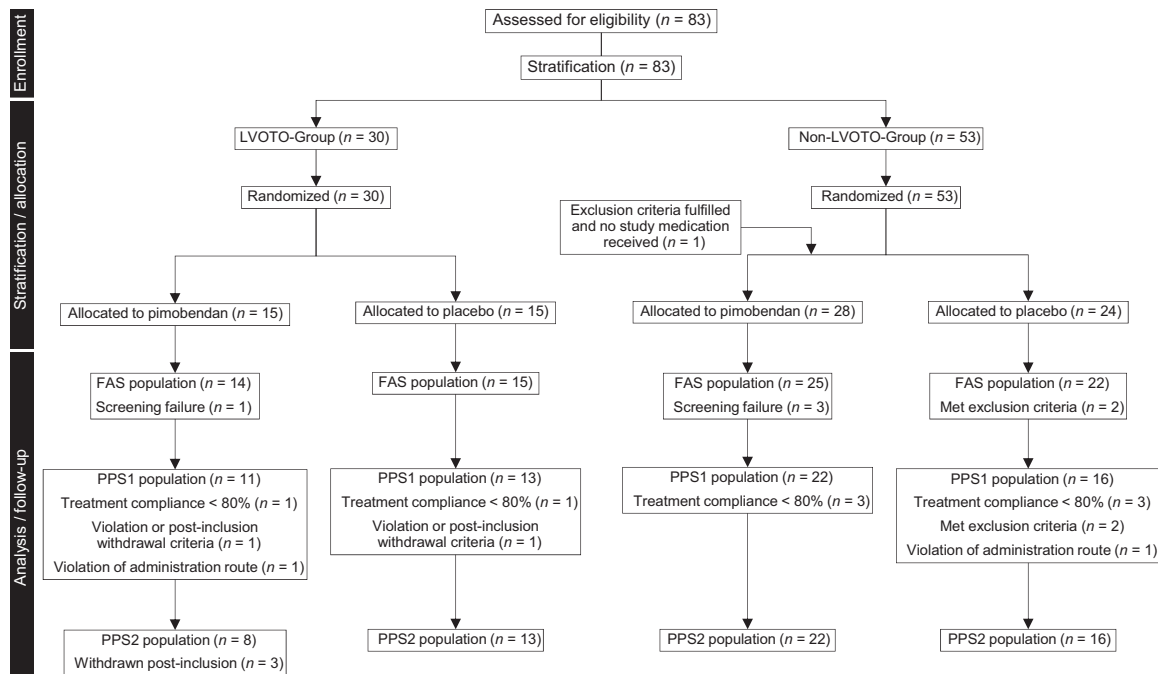 Enrollment
Assessed for eligibility (n = 83)
Stratification (n = 83)
Stratification / allocation
LVOTO-Group (n = 30)
Non-LVOTO-Group (n = 53)
Randomized (n = 30)
Randomized (n = 53)
Exclusion criteria fulfilled
and no study medication
received (n = 1)
Allocated to pimobendan (n = 15)
Allocated to placebo (n = 15)
Allocated to pimobendan (n = 28)
Allocated to placebo (n = 24)
Analysis / follow-up
FAS population (n = 14)
Screening failure (n = 1)
FAS population (n = 15)
FAS population (n = 25)
Screening failure (n = 3)
FAS population (n = 22)
Met exclusion criteria (n = 2)
PPS1 population (n = 11)
Treatment compliance < 80% (n = 1)
Violation or post-inclusion
withdrawal criteria (n = 1)
Violation of administration route (n = 1)
PPS1 population (n = 13)
Treatment compliance < 80% (n = 1)
Violation or post-inclusion
withdrawal criteria (n = 1)
PPS1 population (n = 22)
Treatment compliance < 80% (n = 3)
PPS1 population (n = 16)
Treatment compliance < 80% (n = 3)
Met exclusion criteria (n = 2)
Violation of administration route (n = 1)
PPS2 population (n = 8)
Withdrawn post-inclusion (n = 3)
PPS2 population (n = 13)
PPS2 population (n = 22)
PPS2 population (n = 16)